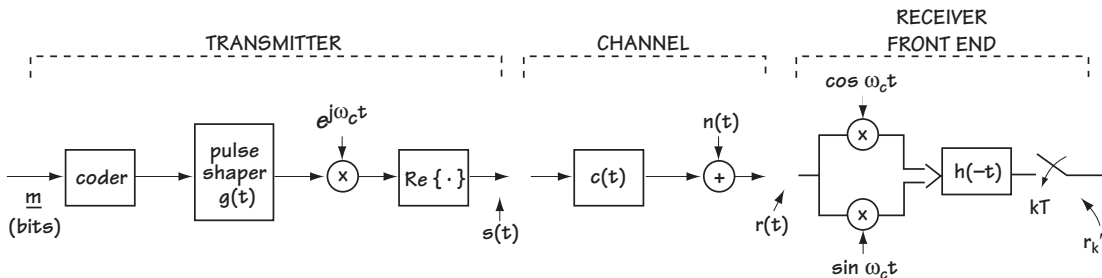 TRANSMITTER
CHANNEL
RECEIVER
FRONT END
m
(bits)
coder
pulse
shaper
g(t)
e^{jω_c t}
x
Re { · }
s(t)
c(t)
n(t)
+
r(t)
cos ω_c t
x
x
sin ω_c t
h(−t)
kT
r_k'